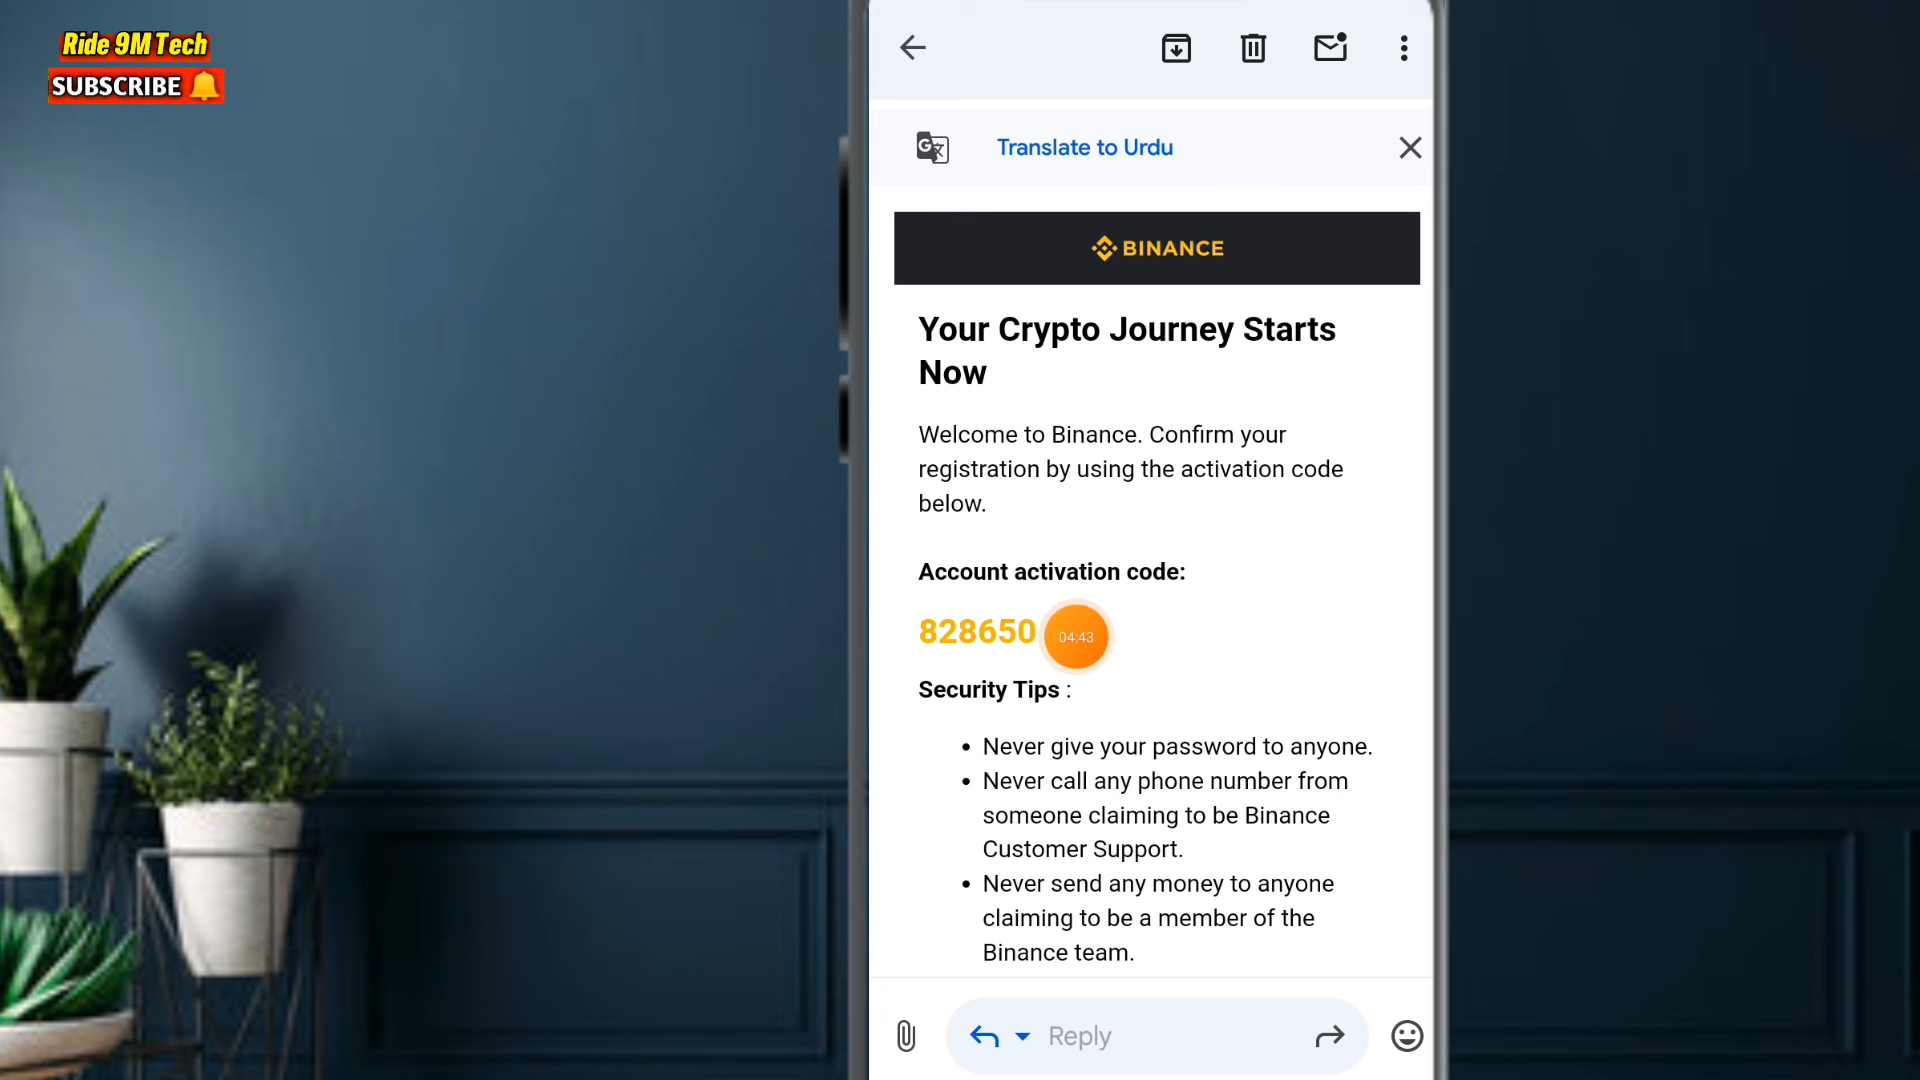 Ride 9M Tech
SUBSCRIBE
Translate to Urdu
BINANCE
Your Crypto Journey Starts
Now
Welcome to Binance. Confirm your
registration by using the activation code
below.
Account activation code:
828650
04:43
Security Tips :
Never give your password to anyone.
Never call any phone number from
someone claiming to be Binance
Customer Support.
Never send any money to anyone
claiming to be a member of the
Binance team.
Reply